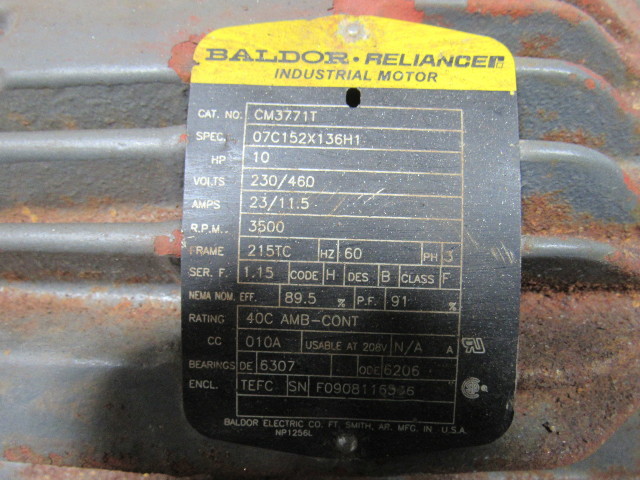 BALDOR • RELIANCE
INDUSTRIAL MOTOR
CAT. NO. CM3771T
SPEC. 07C152X136H1
HP 10
VOLTS 230/460
AMPS 23/11.5
R.P.M. 3500
FRAME 215TC HZ 60 PH 3
SER. F. 1.15 CODE H DES B CLASS F
NEMA NOM. EFF. 89.5 % P.F. 91 %
RATING 40C AMB-CONT
CC 010A USABLE AT 208V N/A A
BEARINGS DE 6307 ODE 6206
ENCL. TEFC SN
BALDOR ELECTRIC CO. FT. SMITH, AR. MFG. IN U.S.A.
NP1256L